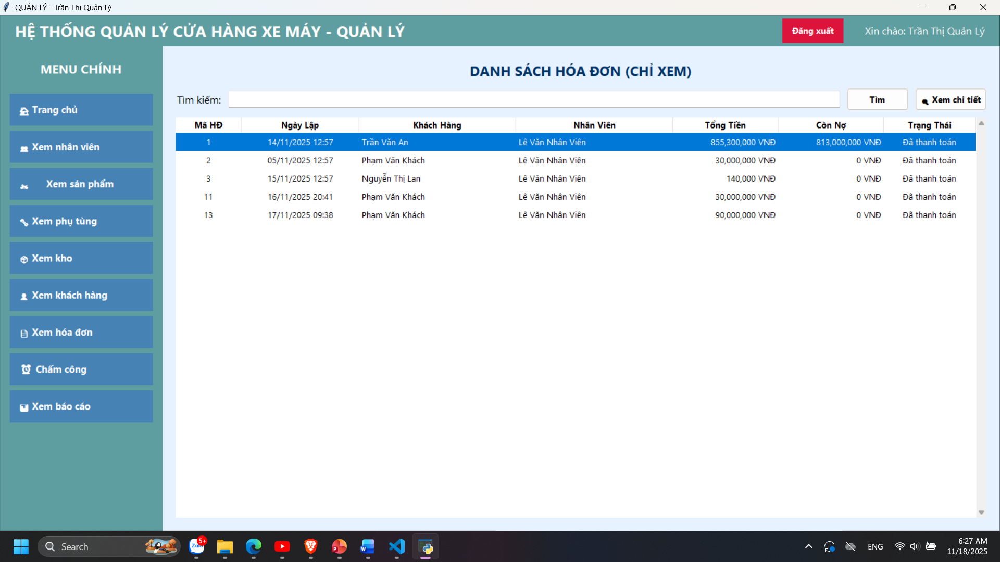 QUẢN LÝ - Trần Thị Quản Lý
HỆ THỐNG QUẢN LÝ CỬA HÀNG XE MÁY - QUẢN LÝ
Đăng xuất
Xin chào: Trần Thị Quản Lý
MENU CHÍNH
Trang chủ
Xem nhân viên
Xem sản phẩm
Xem phụ tùng
Xem kho
Xem khách hàng
Xem hóa đơn
Chấm công
Xem báo cáo
DANH SÁCH HÓA ĐƠN (CHỈ XEM)
Tìm kiếm:
Tìm
Xem chi tiết
Mã HĐ Ngày Lập Khách Hàng Nhân Viên Tổng Tiền Còn Nợ Trạng Thái
1 14/11/2025 12:57 Trần Văn An Lê Văn Nhân Viên 855,300,000 VNĐ 813,000,000 VNĐ Đã thanh toán
2 05/11/2025 12:57 Phạm Văn Khách Lê Văn Nhân Viên 30,000,000 VNĐ 0 VNĐ Đã thanh toán
3 15/11/2025 12:57 Nguyễn Thị Lan Lê Văn Nhân Viên 140,000 VNĐ 0 VNĐ Đã thanh toán
11 16/11/2025 20:41 Phạm Văn Khách Lê Văn Nhân Viên 30,000,000 VNĐ 0 VNĐ Đã thanh toán
13 17/11/2025 09:38 Phạm Văn Khách Lê Văn Nhân Viên 90,000,000 VNĐ 0 VNĐ Đã thanh toán
Search
Zalo
5+
P
W
ENG
6:27 AM
11/18/2025